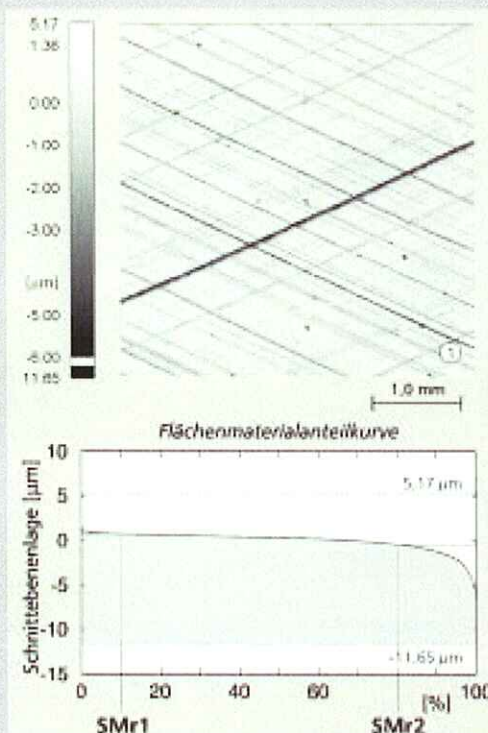 5.17
1.36
0.00
-1.00
-2.00
-3.00
[µm]
-5.00
-6.00
11.65
1
1,0 mm
Flächenmaterialanteilkurve
Schnittebenenlage [µm]
10
5
0
-5
-10
-15
5,17 µm
-11,65 µm
0
20
40
60
100
[%]
SMr1
SMr2